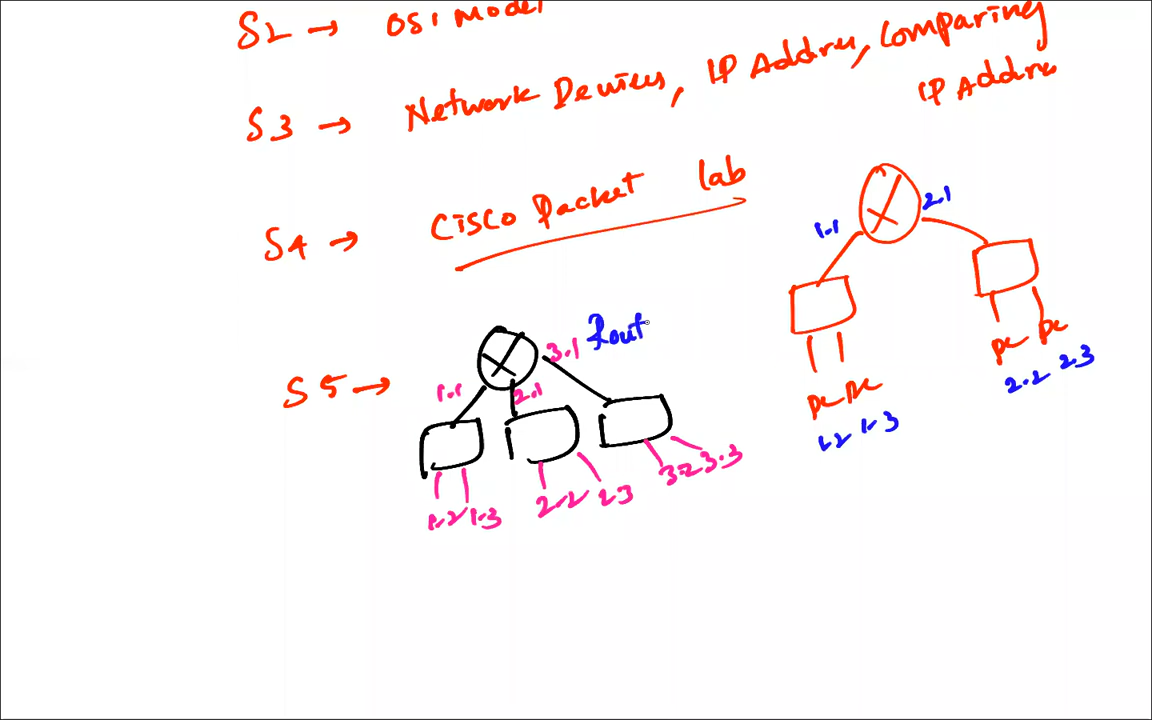 S2 → OSI Model
S3 → Network Devices, IP Address, Comparing
IP Address
S4 → Cisco Packet lab
1.1 2.1
PC PC
1.2 1.3
PC PC
2.2 2.3
S5 →
1.1 2.1 3.1 Rout
1.2 1.3 2.2 2.3 3.2 3.3